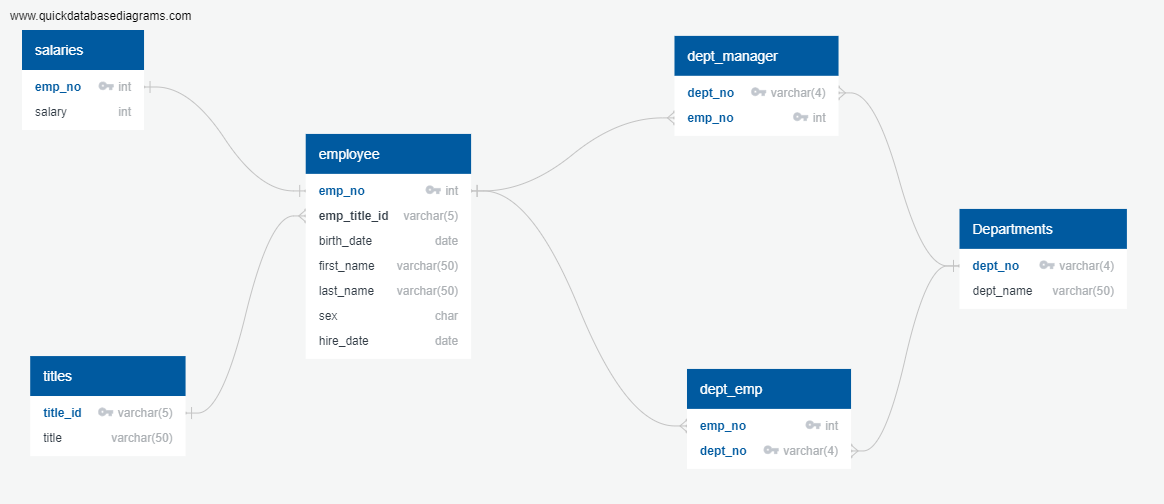 www.quickdatabasediagrams.com
salaries
emp_no int
salary int
employee
emp_no int
emp_title_id varchar(5)
birth_date date
first_name varchar(50)
last_name varchar(50)
sex char
hire_date date
titles
title_id varchar(5)
title varchar(50)
dept_manager
dept_no varchar(4)
emp_no int
Departments
dept_no varchar(4)
dept_name varchar(50)
dept_emp
emp_no int
dept_no varchar(4)